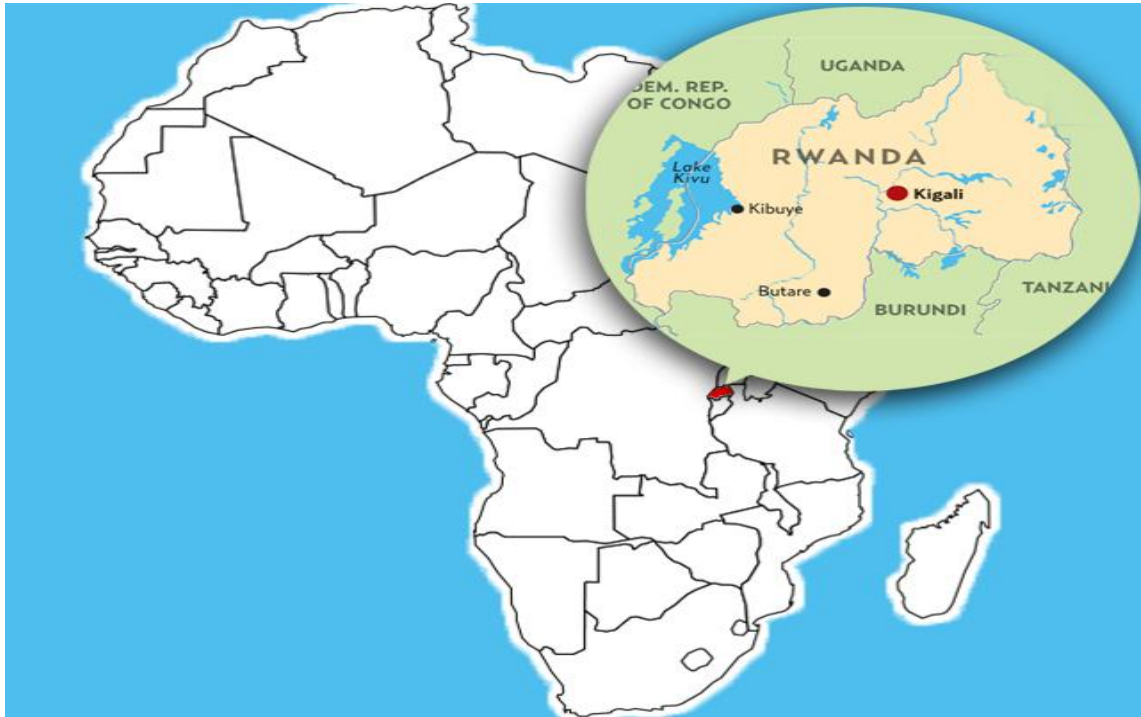 UGANDA
DEM. REP.
OF CONGO
RWANDA
Lake
Kivu
Kigali
Kibuye
Butare
TANZANI
BURUNDI